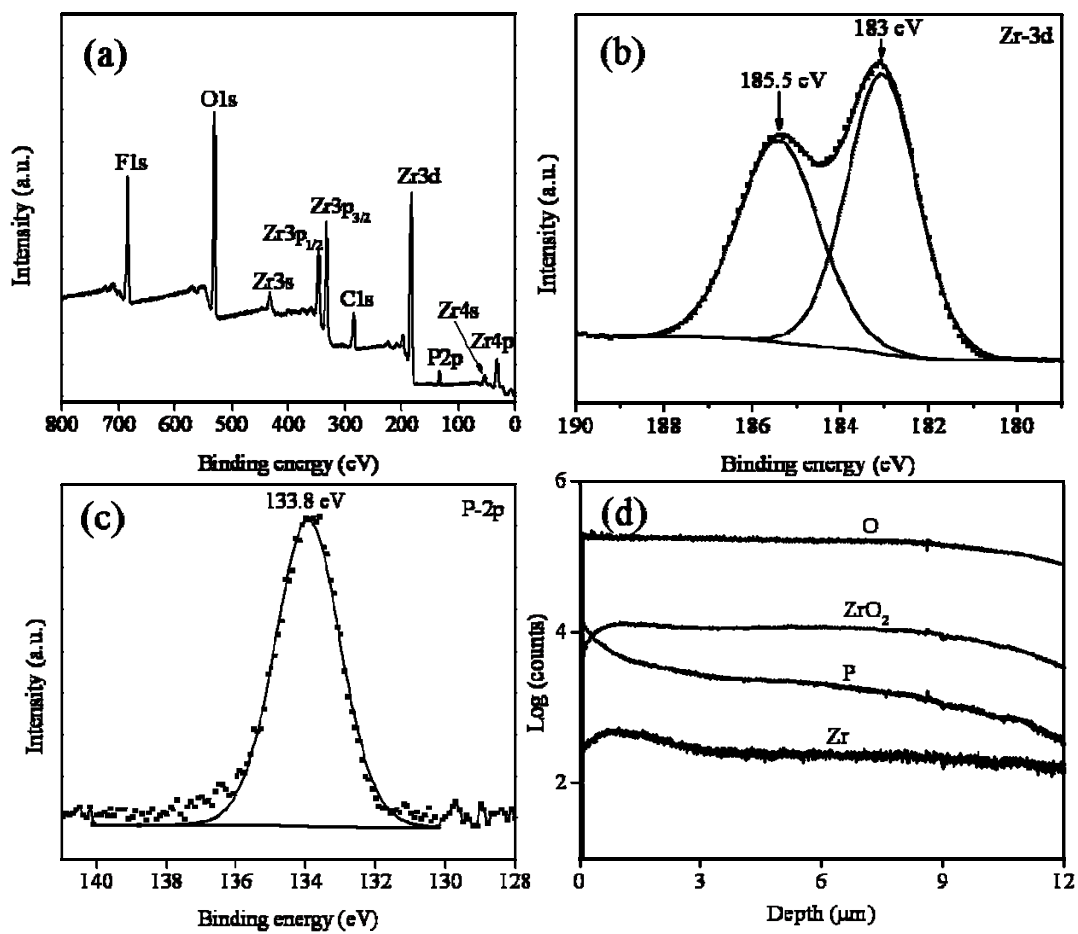 (a)
F1s
O1s
Zr3s
Zr3p1/2
Zr3p3/2
C1s
Zr3d
P2p
Zr4s
Zr4p
Intensity (a.u.)
800 700 600 500 400 300 200 100 0
Binding energy (eV)
(b)
183 eV
185.5 eV
Zr-3d
Intensity (a.u.)
190 188 186 184 182 180
Binding energy (eV)
(c)
133.8 eV
P-2p
Intensity (a.u.)
140 138 136 134 132 130 128
Binding energy (eV)
(d)
O
ZrO2
P
Zr
Log (counts)
6
4
2
0 3 6 9 12
Depth (μm)